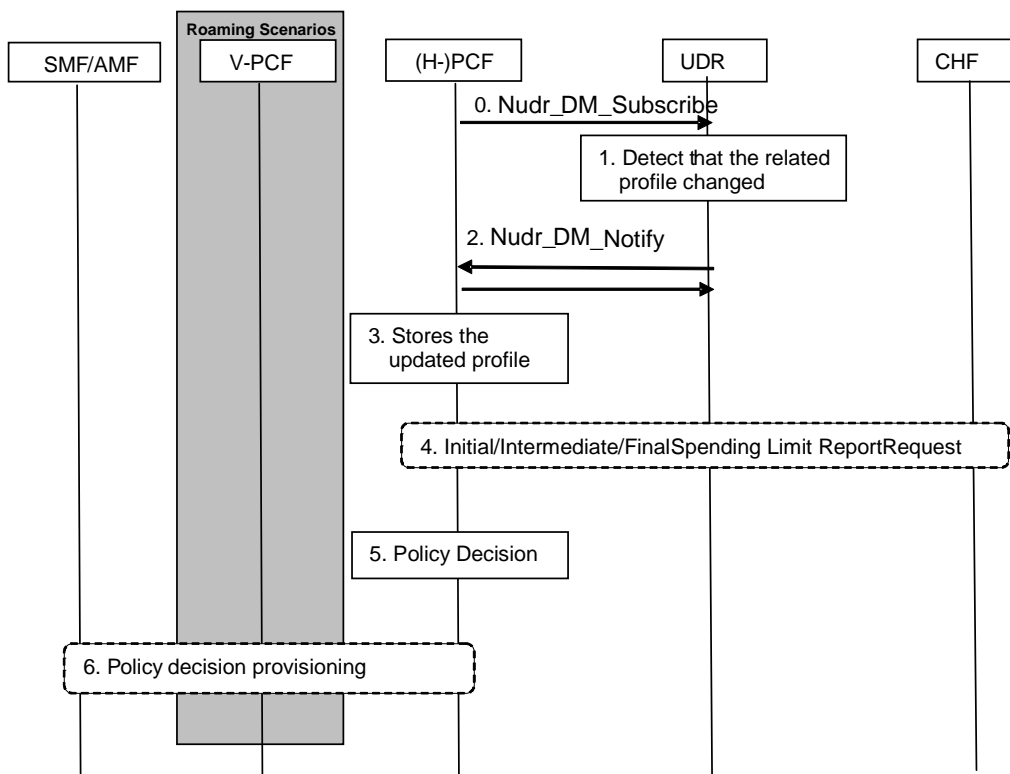 Roaming Scenarios
SMF/AMF
V-PCF
(H-)PCF
UDR
CHF
0. Nudr_DM_Subscribe
1. Detect that the related
profile changed
2. Nudr_DM_Notify
3. Stores the
updated profile
4. Initial/Intermediate/FinalSpending Limit ReportRequest
5. Policy Decision
6. Policy decision provisioning